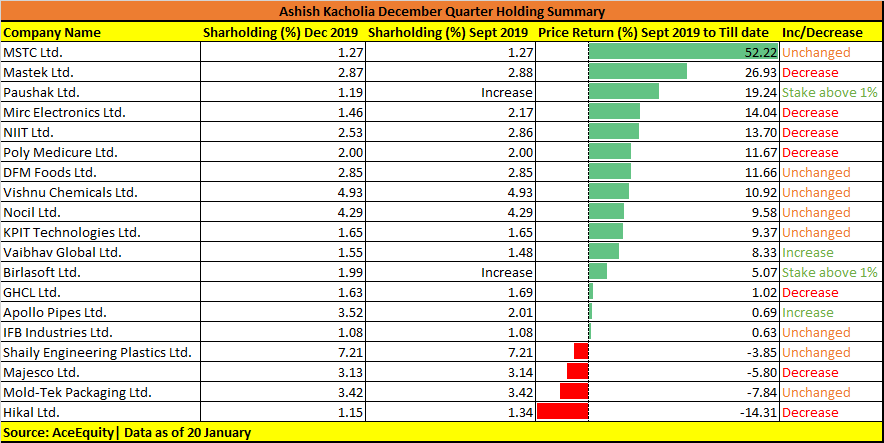 Ashish Kacholia December Quarter Holding Summary
Company Name Sharholding (%) Dec 2019 Sharholding (%) Sept 2019 Price Return (%) Sept 2019 to Till date Inc/Decrease
MSTC Ltd. 1.27 1.27 52.22 Unchanged
Mastek Ltd. 2.87 2.88 26.93 Decrease
Paushak Ltd. 1.19 Increase 19.24 Stake above 1%
Mirc Electronics Ltd. 1.46 2.17 14.04 Decrease
NIIT Ltd. 2.53 2.86 13.70 Decrease
Poly Medicure Ltd. 2.00 2.00 11.67 Decrease
DFM Foods Ltd. 2.85 2.85 11.66 Unchanged
Vishnu Chemicals Ltd. 4.93 4.93 10.92 Unchanged
Nocil Ltd. 4.29 4.29 9.58 Unchanged
KPIT Technologies Ltd. 1.65 1.65 9.37 Unchanged
Vaibhav Global Ltd. 1.55 1.48 8.33 Increase
Birlasoft Ltd. 1.99 Increase 5.07 Stake above 1%
GHCL Ltd. 1.63 1.69 1.02 Decrease
Apollo Pipes Ltd. 3.52 2.01 0.69 Increase
IFB Industries Ltd. 1.08 1.08 0.63 Unchanged
Shaily Engineering Plastics Ltd. 7.21 7.21 -3.85 Unchanged
Majesco Ltd. 3.13 3.14 -5.80 Decrease
Mold-Tek Packaging Ltd. 3.42 3.42 -7.84 Unchanged
Hikal Ltd. 1.15 1.34 -14.31 Decrease
Source: AceEquity| Data as of 20 January